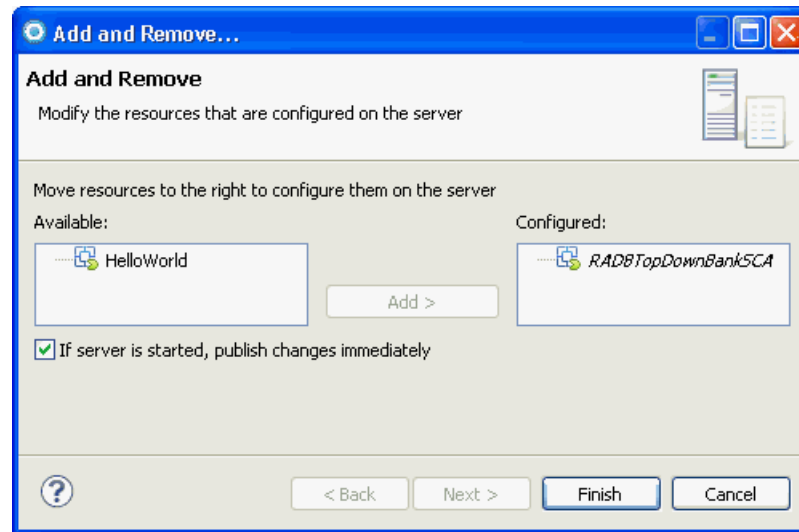 Add and Remove...
Add and Remove
Modify the resources that are configured on the server
Move resources to the right to configure them on the server
Available:
Configured:
HelloWorld
RAD8TopDownBankSCA
Add >
If server is started, publish changes immediately
?
< Back
Next >
Finish
Cancel